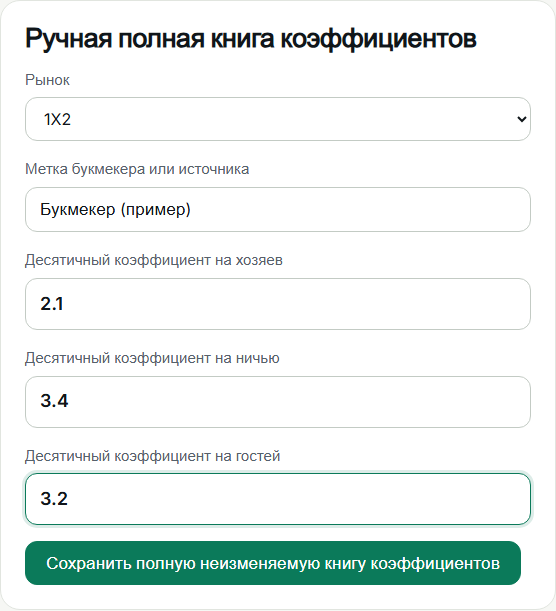 Ручная полная книга коэффициентов
Рынок
1X2
Метка букмекера или источника
Букмекер (пример)
Десятичный коэффициент на хозяев
2.1
Десятичный коэффициент на ничью
3.4
Десятичный коэффициент на гостей
3.2
Сохранить полную неизменяемую книгу коэффициентов